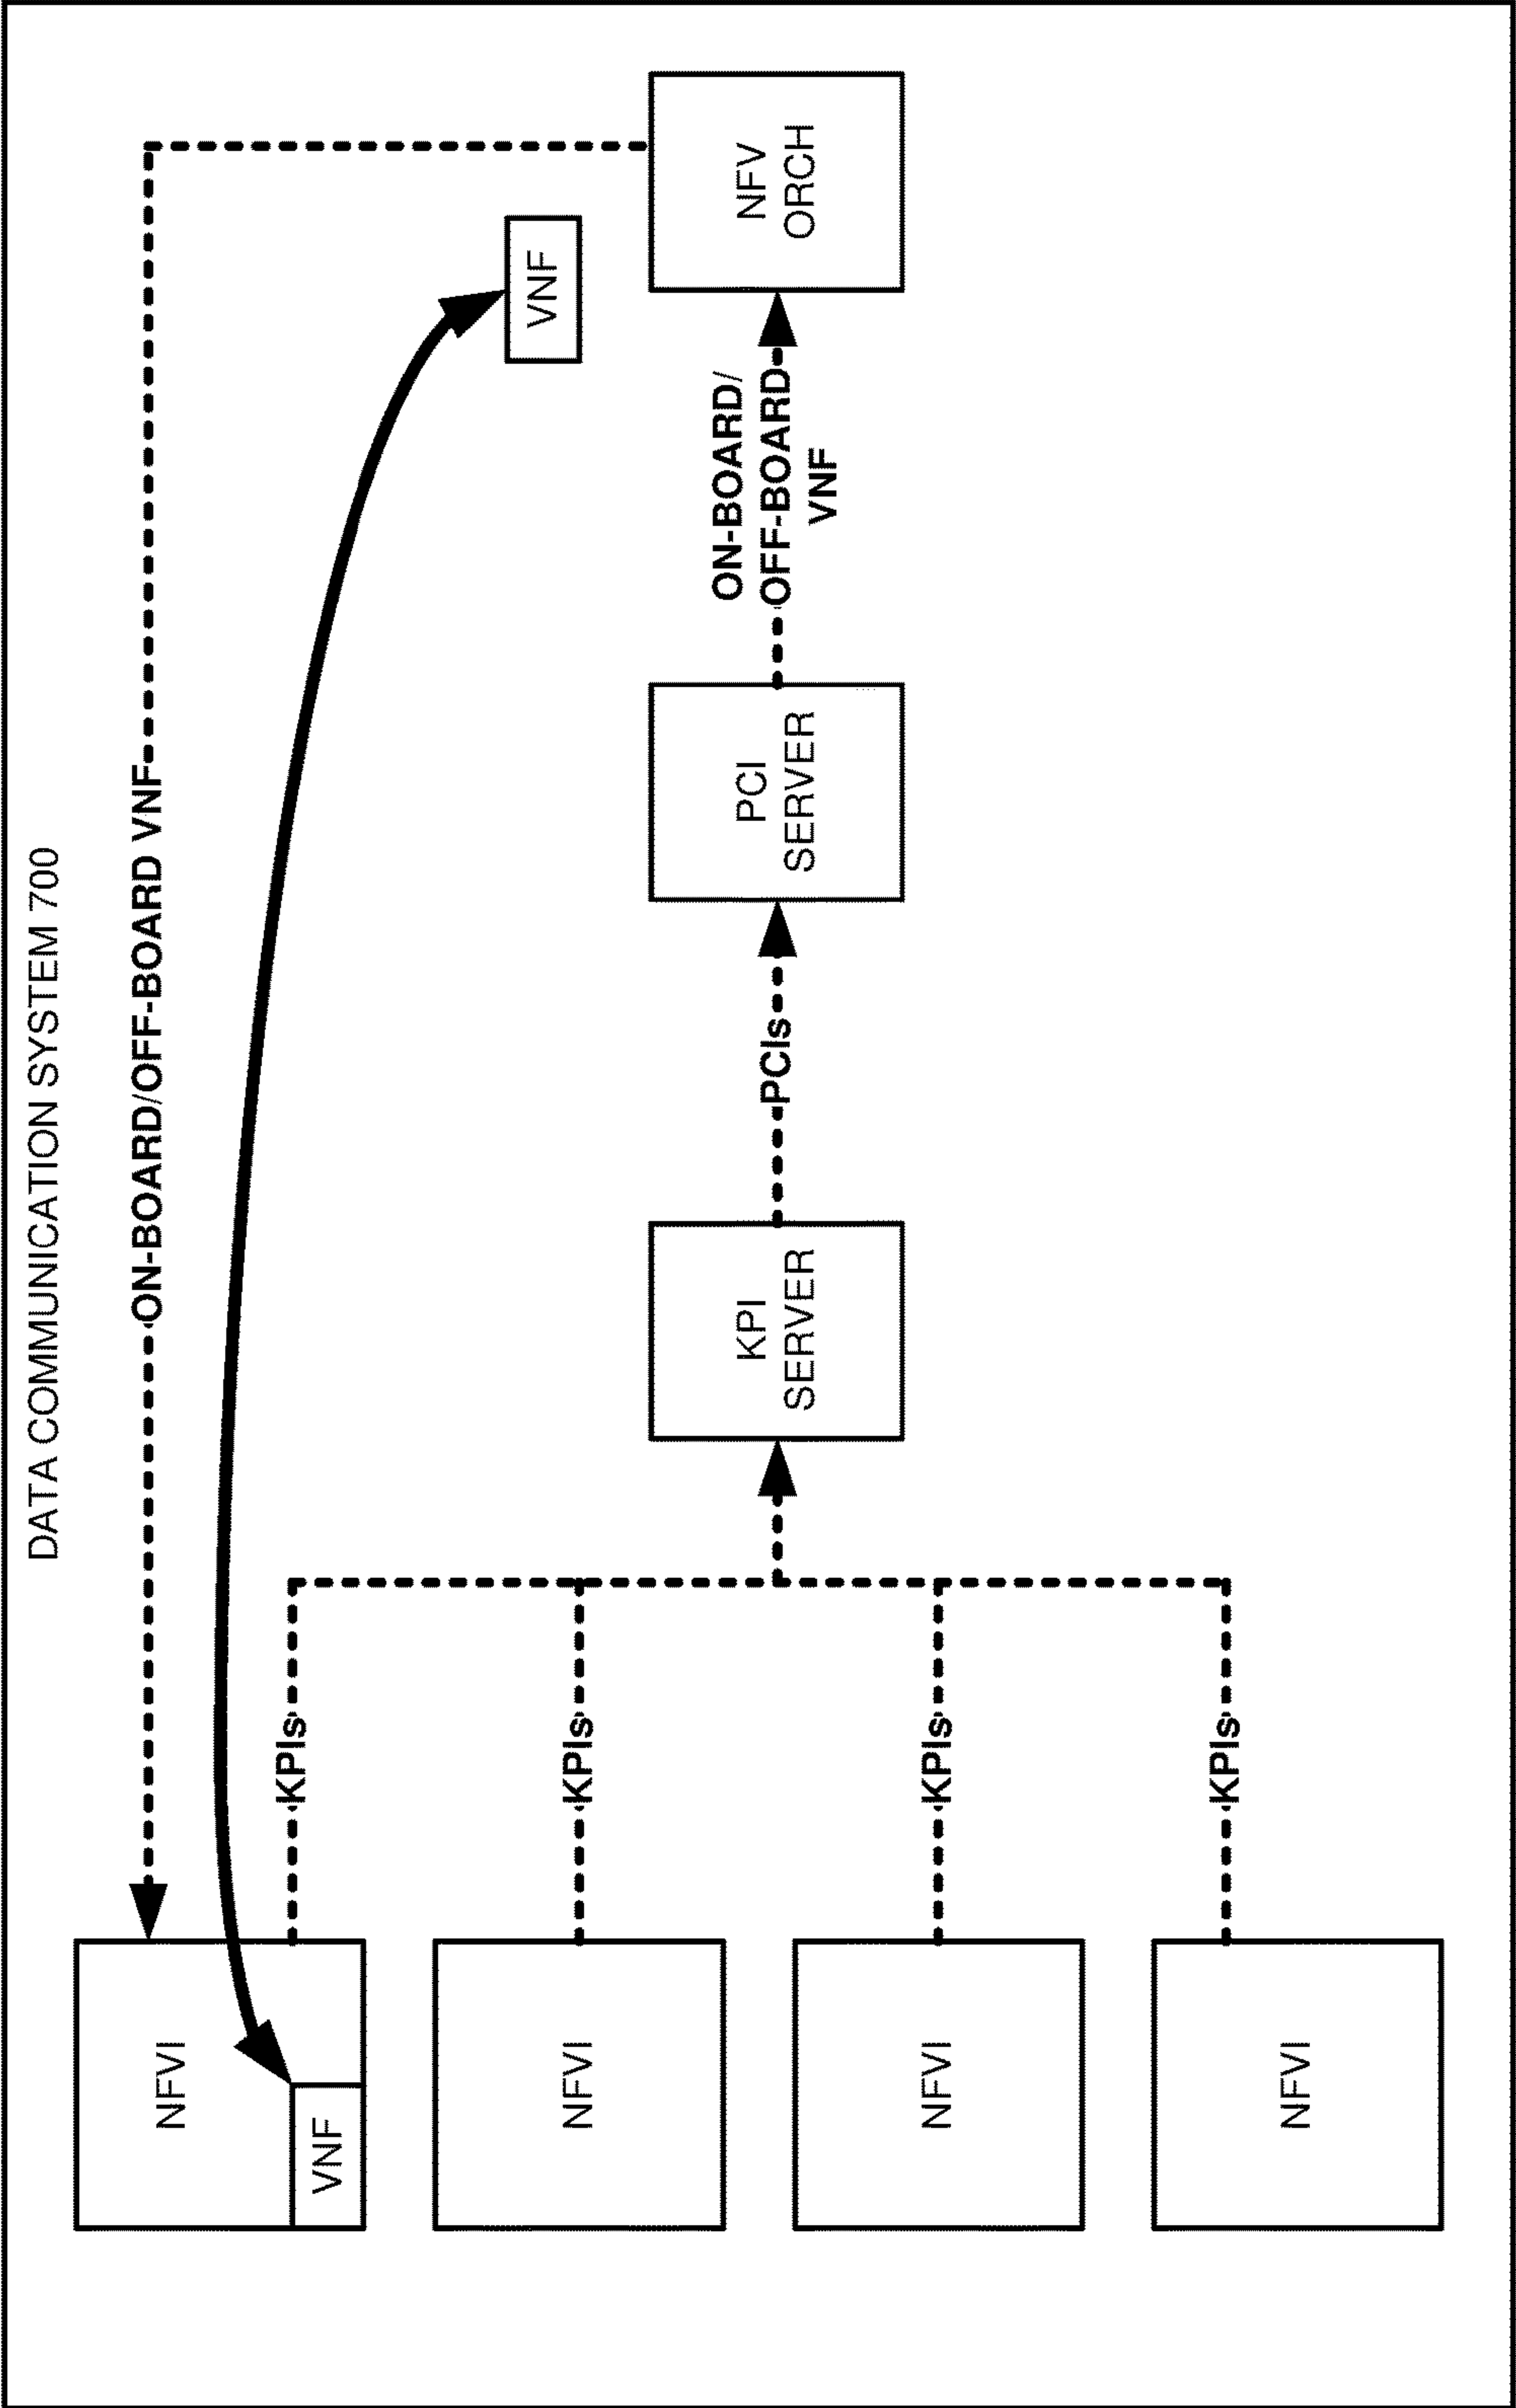 DATA COMMUNICATION SYSTEM 700
ON-BOARD/OFF-BOARD VNF
NFVI
VNF
KPIs
NFVI
KPIs
NFVI
KPIs
NFVI
KPIs
KPI
SERVER
PCIs
PCI
SERVER
ON-BOARD/
OFF-BOARD
VNF
VNF
NFV
ORCH